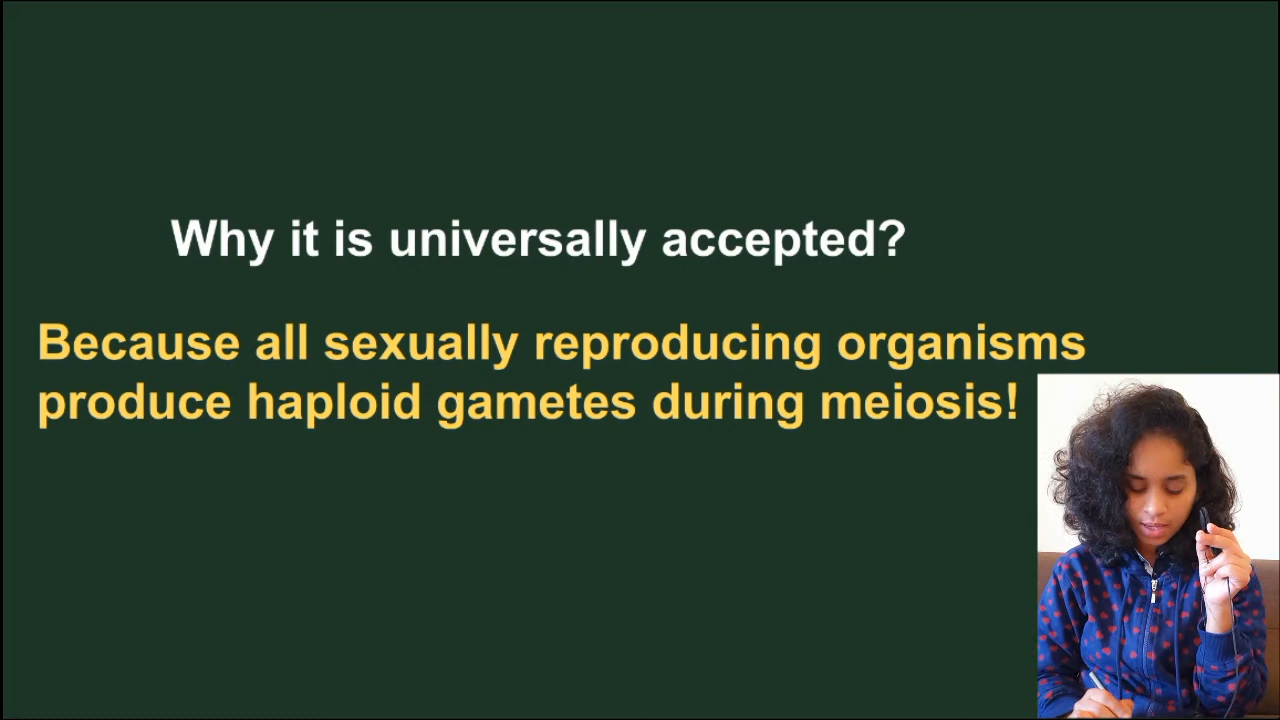 Why it is universally accepted?
Because all sexually reproducing organisms
produce haploid gametes during meiosis!